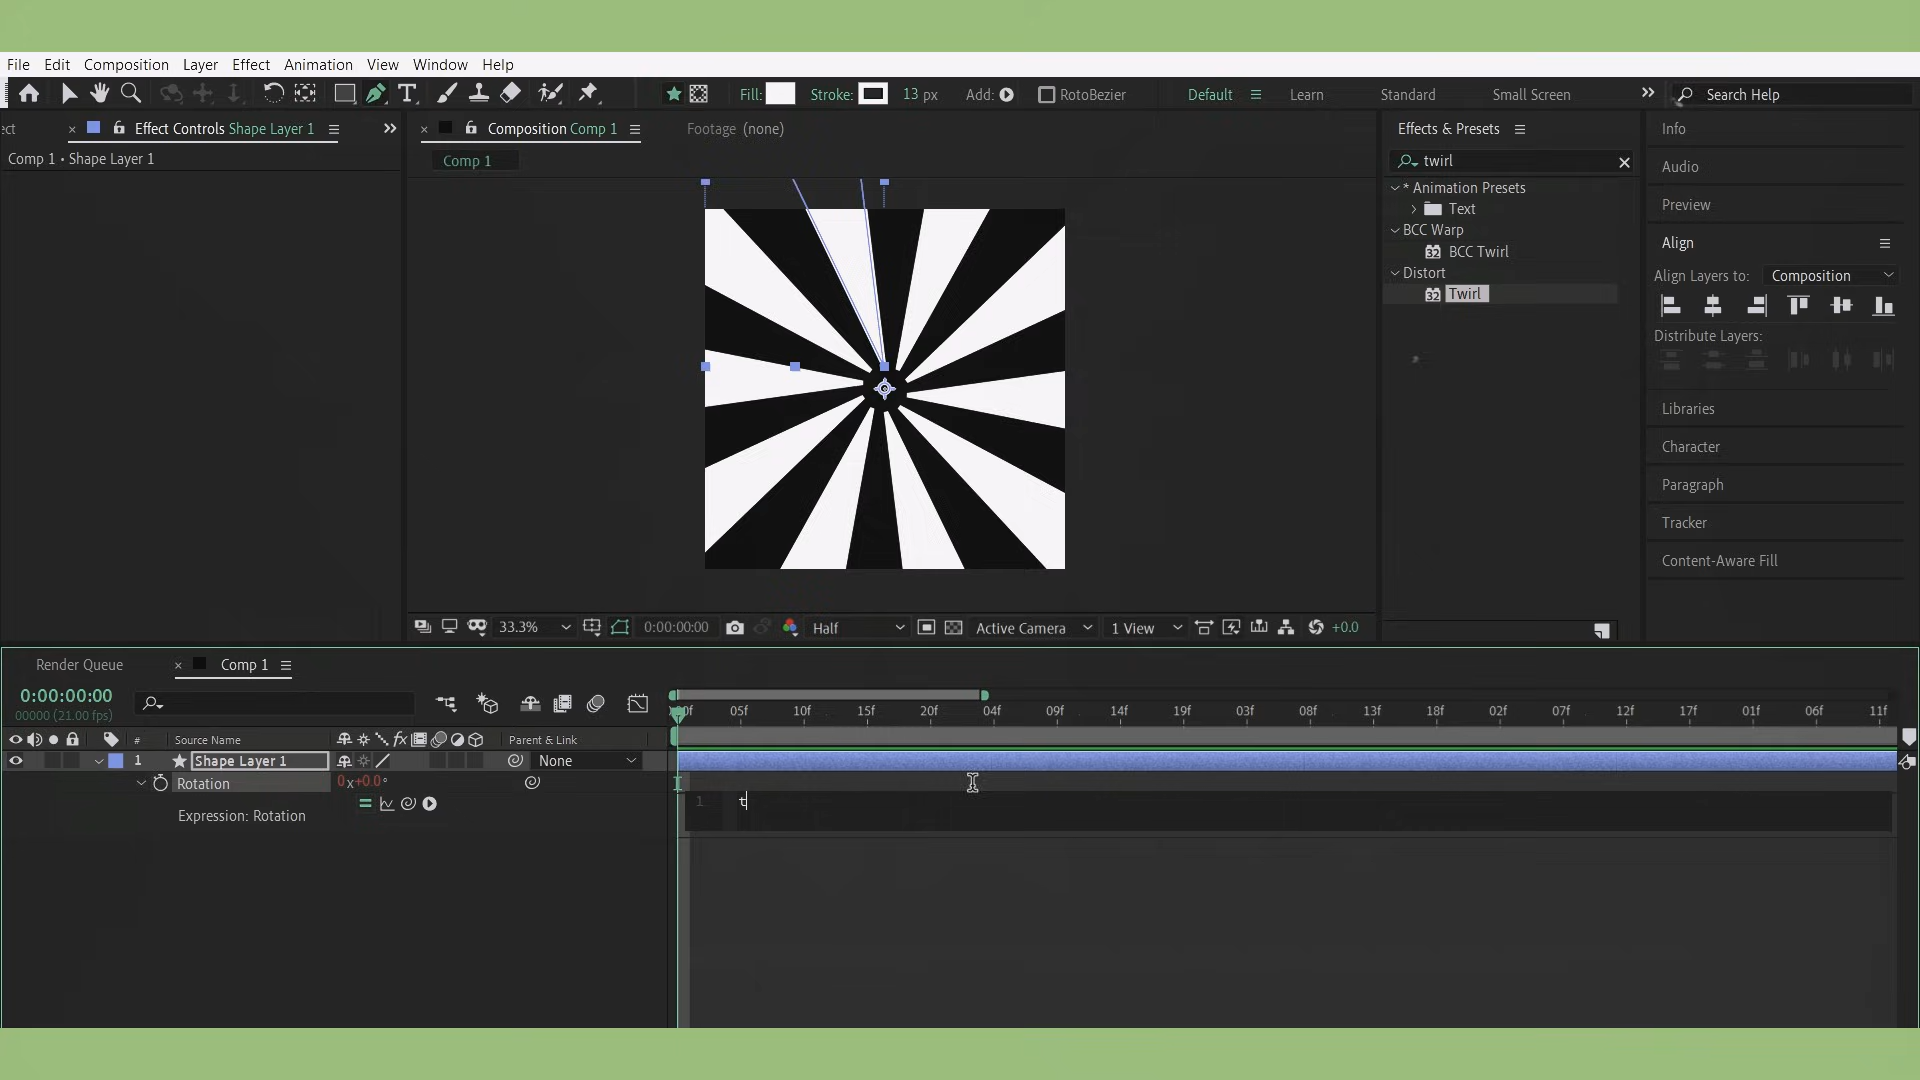 File Edit Composition Layer Effect Animation View Window Help
Fill: Stroke: 13 px Add: RotoBezier Default Learn Standard Small Screen Search Help
ect Effect Controls Shape Layer 1 Composition Comp 1 Footage (none) Effects & Presets Info
Comp 1 • Shape Layer 1 Comp 1 twirl Audio
* Animation Presets
Text Preview
BCC Warp
32 BCC Twirl Align
Distort Align Layers to: Composition
32 Twirl
Distribute Layers:
Libraries
Character
Paragraph
Tracker
Content-Aware Fill
33.3% 0:00:00:00 Half Active Camera 1 View +0.0
Render Queue Comp 1
0:00:00:00
00000 (21.00 fps) 00f 05f 10f 15f 20f 04f 09f 14f 19f 03f 08f 13f 18f 02f 07f 12f 17f 01f 06f 11f
# Source Name fx Parent & Link
1 Shape Layer 1 None
Rotation 0x+0.0°
1 t
Expression: Rotation